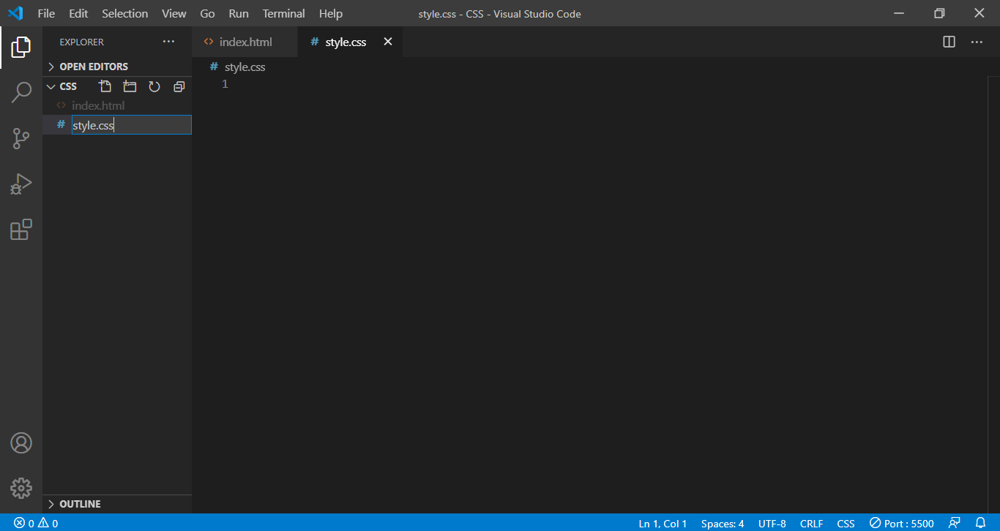 File Edit Selection View Go Run Terminal Help
style.css - CSS - Visual Studio Code
EXPLORER
OPEN EDITORS
CSS
index.html
style.css
index.html
# style.css
# style.css
1
OUTLINE
0 0
Ln 1, Col 1 Spaces: 4 UTF-8 CRLF CSS Port : 5500